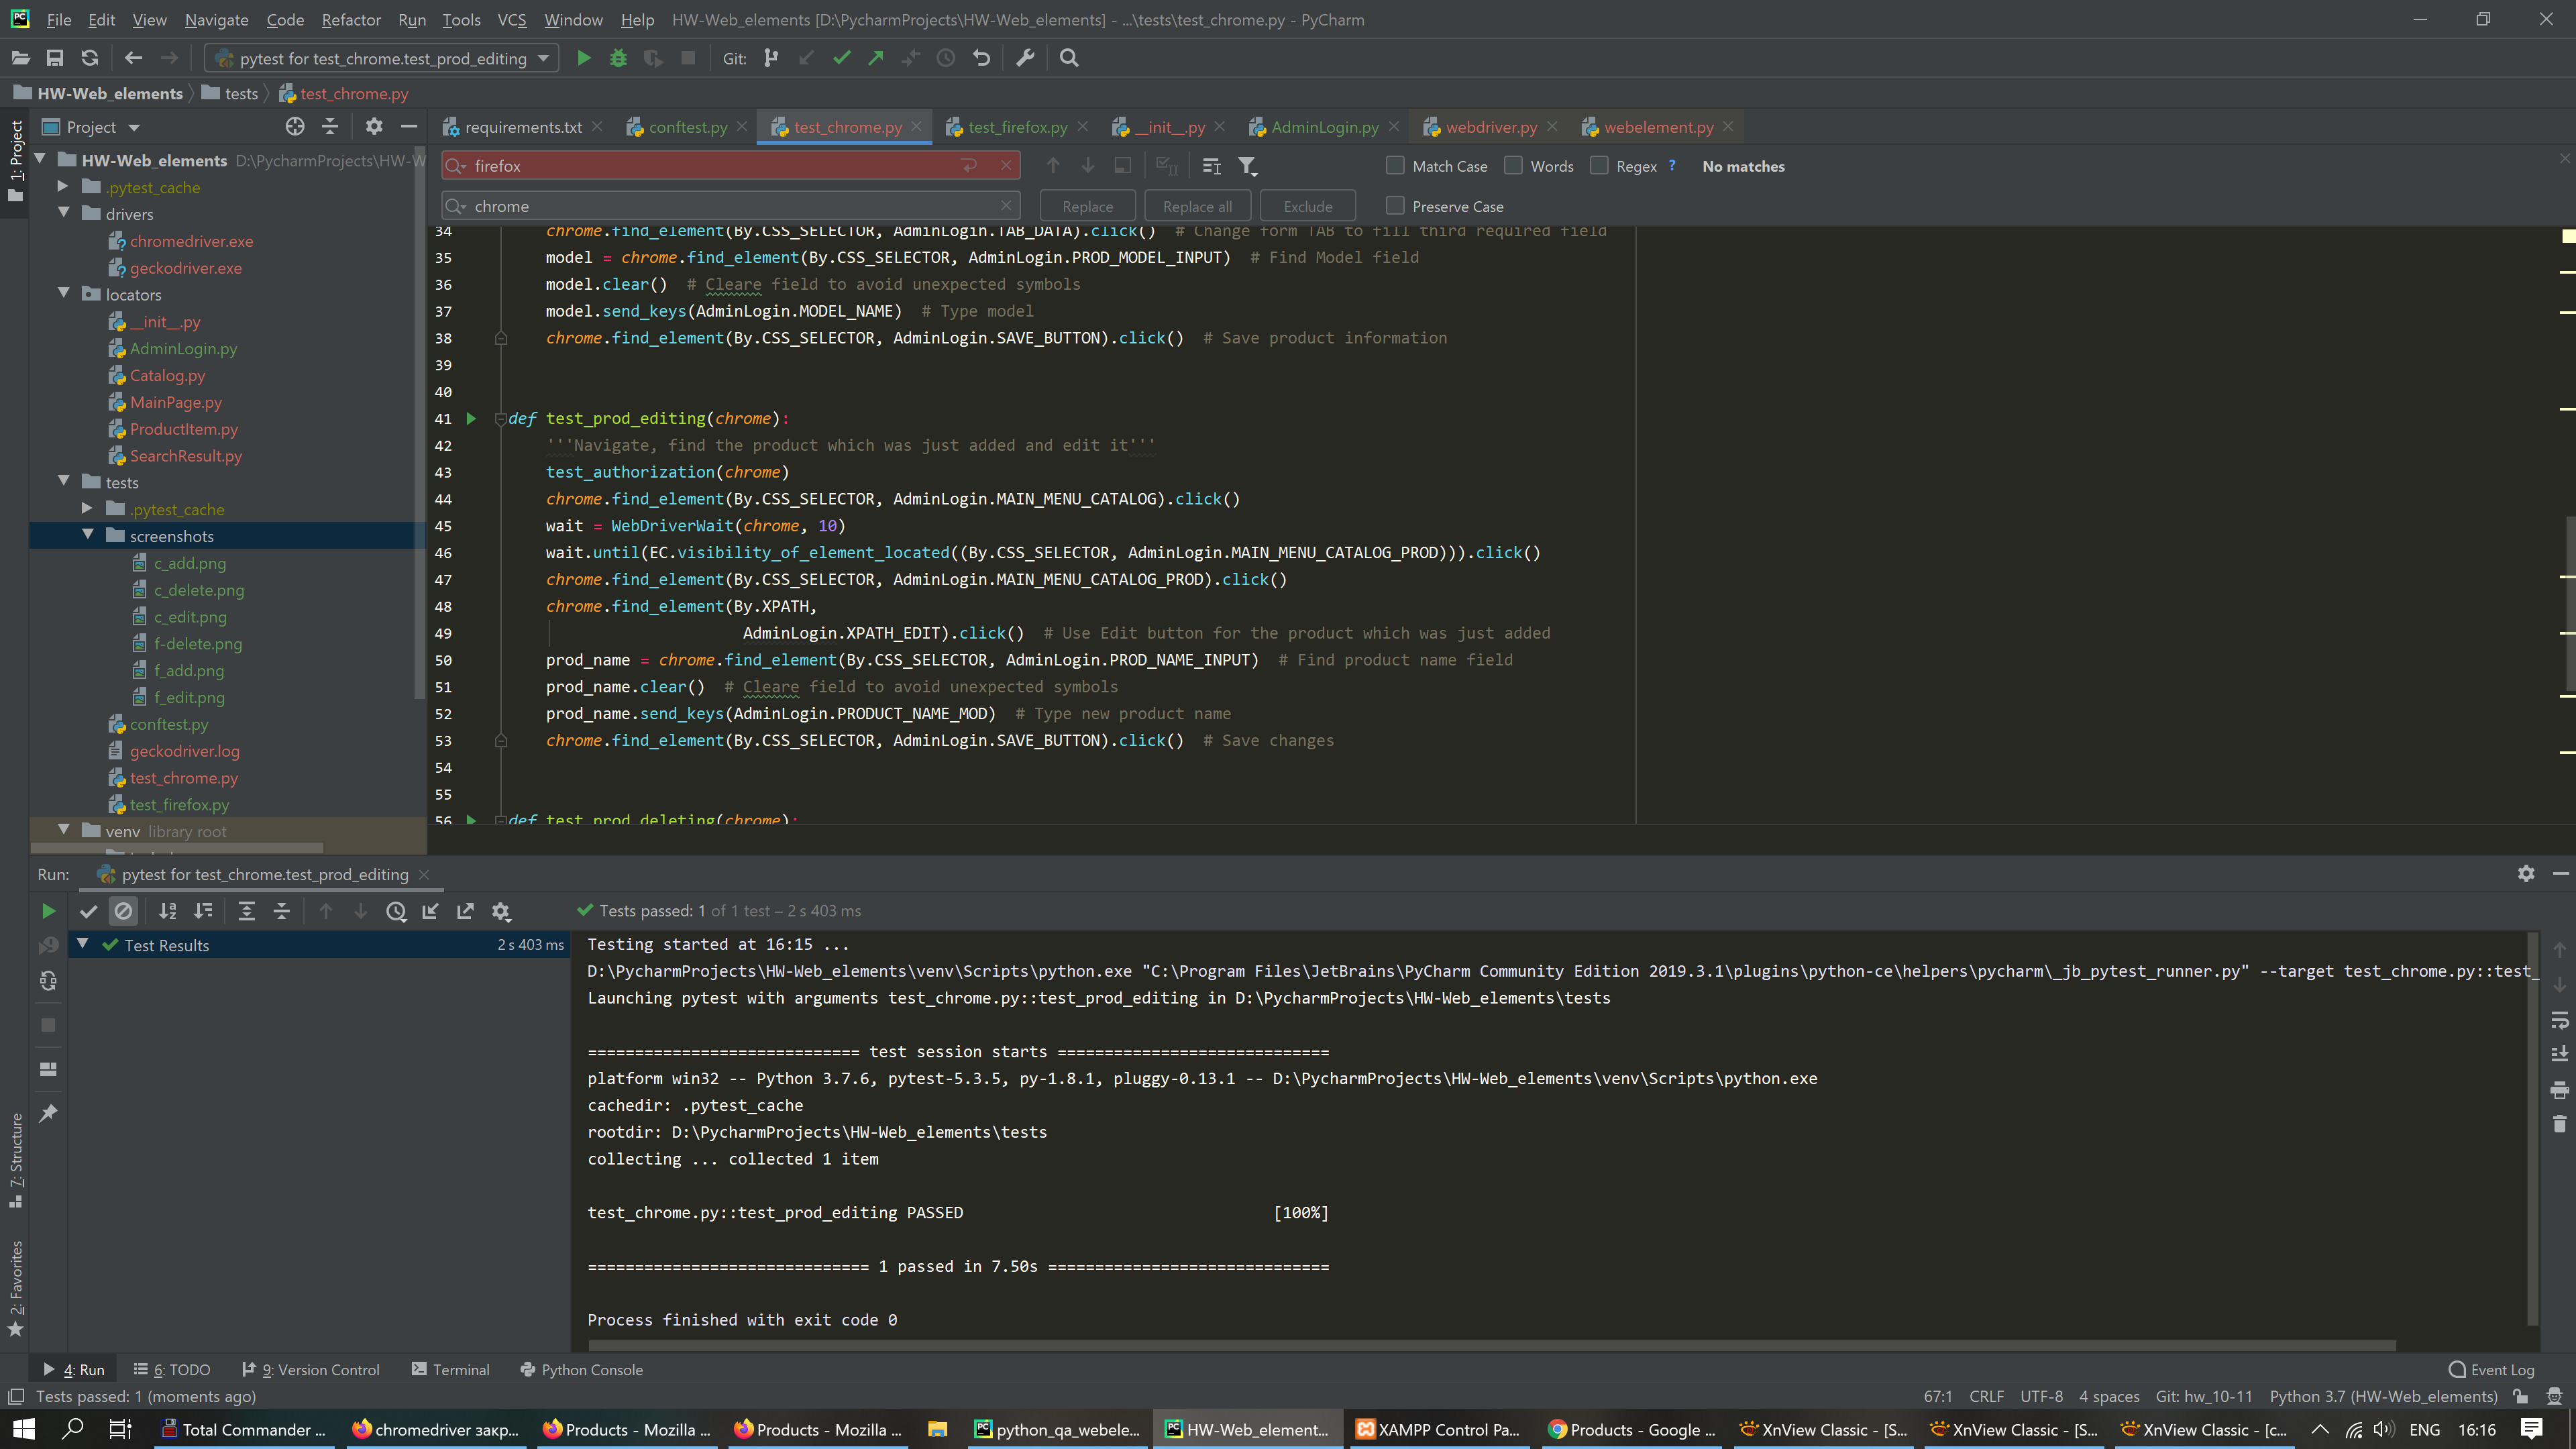 File Edit View Navigate Code Refactor Run Tools VCS Window Help HW-Web_elements [D:\PycharmProjects\HW-Web_elements] - ...\tests\test_chrome.py - PyCharm
pytest for test_chrome.test_prod_editing Git:
HW-Web_elements tests test_chrome.py
1: Project
Project
requirements.txt conftest.py test_chrome.py test_firefox.py __init__.py AdminLogin.py webdriver.py webelement.py
HW-Web_elements D:\PycharmProjects\HW-W
.pytest_cache
drivers
chromedriver.exe
geckodriver.exe
locators
__init__.py
AdminLogin.py
Catalog.py
MainPage.py
ProductItem.py
SearchResult.py
tests
.pytest_cache
screenshots
c_add.png
c_delete.png
c_edit.png
f-delete.png
f_add.png
f_edit.png
conftest.py
geckodriver.log
test_chrome.py
test_firefox.py
venv library root
firefox Match Case Words Regex ? No matches
chrome Replace Replace all Exclude Preserve Case
34 chrome.find_element(By.CSS_SELECTOR, AdminLogin.TAB_DATA).click() # Change form TAB to fill third required field
35 model = chrome.find_element(By.CSS_SELECTOR, AdminLogin.PROD_MODEL_INPUT) # Find Model field
36 model.clear() # Cleare field to avoid unexpected symbols
37 model.send_keys(AdminLogin.MODEL_NAME) # Type model
38 chrome.find_element(By.CSS_SELECTOR, AdminLogin.SAVE_BUTTON).click() # Save product information
39
40
41 def test_prod_editing(chrome):
42 '''Navigate, find the product which was just added and edit it'''
43 test_authorization(chrome)
44 chrome.find_element(By.CSS_SELECTOR, AdminLogin.MAIN_MENU_CATALOG).click()
45 wait = WebDriverWait(chrome, 10)
46 wait.until(EC.visibility_of_element_located((By.CSS_SELECTOR, AdminLogin.MAIN_MENU_CATALOG_PROD))).click()
47 chrome.find_element(By.CSS_SELECTOR, AdminLogin.MAIN_MENU_CATALOG_PROD).click()
48 chrome.find_element(By.XPATH,
49 AdminLogin.XPATH_EDIT).click() # Use Edit button for the product which was just added
50 prod_name = chrome.find_element(By.CSS_SELECTOR, AdminLogin.PROD_NAME_INPUT) # Find product name field
51 prod_name.clear() # Cleare field to avoid unexpected symbols
52 prod_name.send_keys(AdminLogin.PRODUCT_NAME_MOD) # Type new product name
53 chrome.find_element(By.CSS_SELECTOR, AdminLogin.SAVE_BUTTON).click() # Save changes
54
55
56 def test_prod_deleting(chrome):
Run: pytest for test_chrome.test_prod_editing
Tests passed: 1 of 1 test – 2 s 403 ms
Test Results 2 s 403 ms
Testing started at 16:15 ...
D:\PycharmProjects\HW-Web_elements\venv\Scripts\python.exe "C:\Program Files\JetBrains\PyCharm Community Edition 2019.3.1\plugins\python-ce\helpers\pycharm\_jb_pytest_runner.py" --target test_chrome.py::test_
Launching pytest with arguments test_chrome.py::test_prod_editing in D:\PycharmProjects\HW-Web_elements\tests
============================= test session starts =============================
platform win32 -- Python 3.7.6, pytest-5.3.5, py-1.8.1, pluggy-0.13.1 -- D:\PycharmProjects\HW-Web_elements\venv\Scripts\python.exe
cachedir: .pytest_cache
rootdir: D:\PycharmProjects\HW-Web_elements\tests
collecting ... collected 1 item
test_chrome.py::test_prod_editing PASSED [100%]
============================== 1 passed in 7.50s ==============================
Process finished with exit code 0
7: Structure
2: Favorites
4: Run 6: TODO 9: Version Control Terminal Python Console Event Log
Tests passed: 1 (moments ago) 67:1 CRLF UTF-8 4 spaces Git: hw_10-11 Python 3.7 (HW-Web_elements)
Total Commander ... chromedriver закр... Products - Mozilla ... Products - Mozilla ... python_qa_webele... HW-Web_element... XAMPP Control Pa... Products - Google ... XnView Classic - [S... XnView Classic - [S... XnView Classic - [c... ENG 16:16